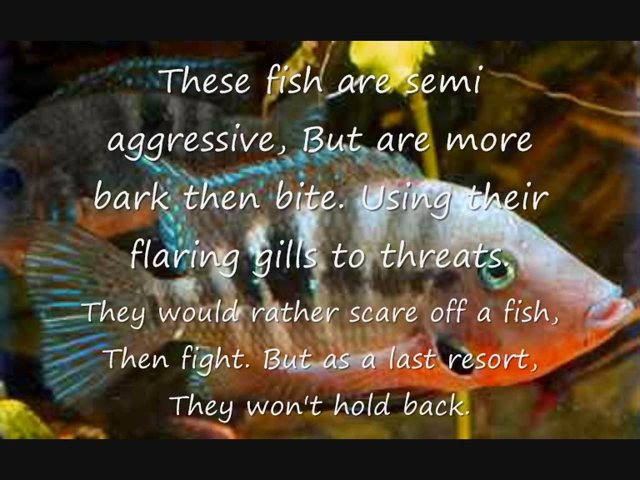 These fish are semi
aggressive, But are more
bark then bite. Using their
flaring gills to threats.
They would rather scare off a fish,
Then fight. But as a last resort,
They won't hold back.